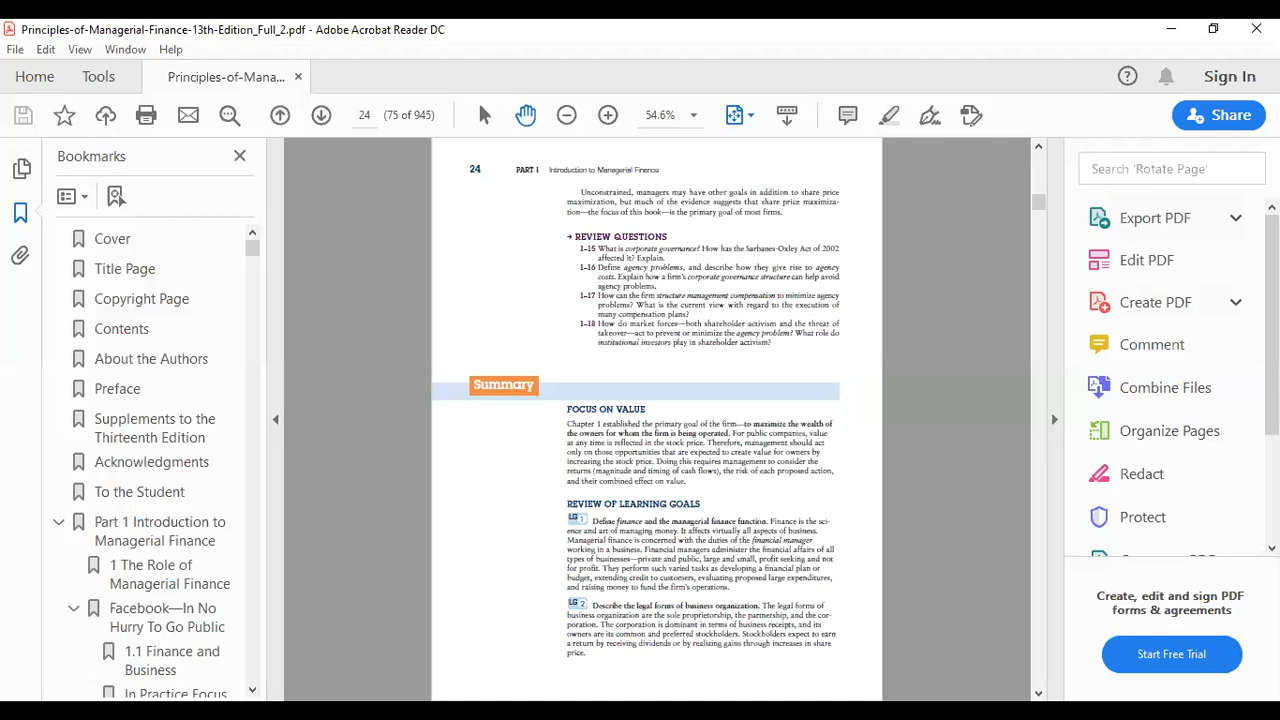 Principles-of-Managerial-Finance-13th-Edition_Full_2.pdf - Adobe Acrobat Reader DC
File Edit View Window Help
Home Tools Principles-of-Mana... × Sign In
24 (75 of 945) 54.6% Share
Bookmarks
Cover
Title Page
Copyright Page
Contents
About the Authors
Preface
Supplements to the
Thirteenth Edition
Acknowledgments
To the Student
Part 1 Introduction to
Managerial Finance
1 The Role of
Managerial Finance
Facebook—In No
Hurry To Go Public
1.1 Finance and
Business
In Practice Focus
24 PART 1 Introduction to Managerial Finance
Unconstrained, managers may have other goals in addition to share price
maximization, but much of the evidence suggests that share price maximiza-
tion—the focus of this book—is the primary goal of most firms.
→ REVIEW QUESTIONS
1–15 What is corporate governance? How has the Sarbanes-Oxley Act of 2002
affected it? Explain.
1–16 Define agency problems, and describe how they give rise to agency
costs. Explain how a firm's corporate governance structure can help avoid
agency problems.
1–17 How can the firm structure management compensation to minimize agency
problems? What is the current view with regard to the execution of
many compensation plans?
1–18 How do market forces—both shareholder activism and the threat of
takeover—act to prevent or minimize the agency problem? What role do
institutional investors play in shareholder activism?
Summary
FOCUS ON VALUE
Chapter 1 established the primary goal of the firm—to maximize the wealth of
the owners for whom the firm is being operated. For public companies, value
at any time is reflected in the stock price. Therefore, management should act
only on those opportunities that are expected to create value for owners by
increasing the stock price. Doing this requires management to consider the
returns (magnitude and timing of cash flows), the risk of each proposed action,
and their combined effect on value.
REVIEW OF LEARNING GOALS
LG 1 Define finance and the managerial finance function. Finance is the sci-
ence and art of managing money. It affects virtually all aspects of business.
Managerial finance is concerned with the duties of the financial manager
working in a business. Financial managers administer the financial affairs of all
types of businesses—private and public, large and small, profit seeking and not
for profit. They perform such varied tasks as developing a financial plan or
budget, extending credit to customers, evaluating proposed large expenditures,
and raising money to fund the firm's operations.
LG 2 Describe the legal forms of business organization. The legal forms of
business organization are the sole proprietorship, the partnership, and the cor-
poration. The corporation is dominant in terms of business receipts, and its
owners are its common and preferred stockholders. Stockholders expect to earn
a return by receiving dividends or by realizing gains through increases in share
price.
Search 'Rotate Page'
Export PDF
Edit PDF
Create PDF
Comment
Combine Files
Organize Pages
Redact
Protect
Create, edit and sign PDF
forms & agreements
Start Free Trial